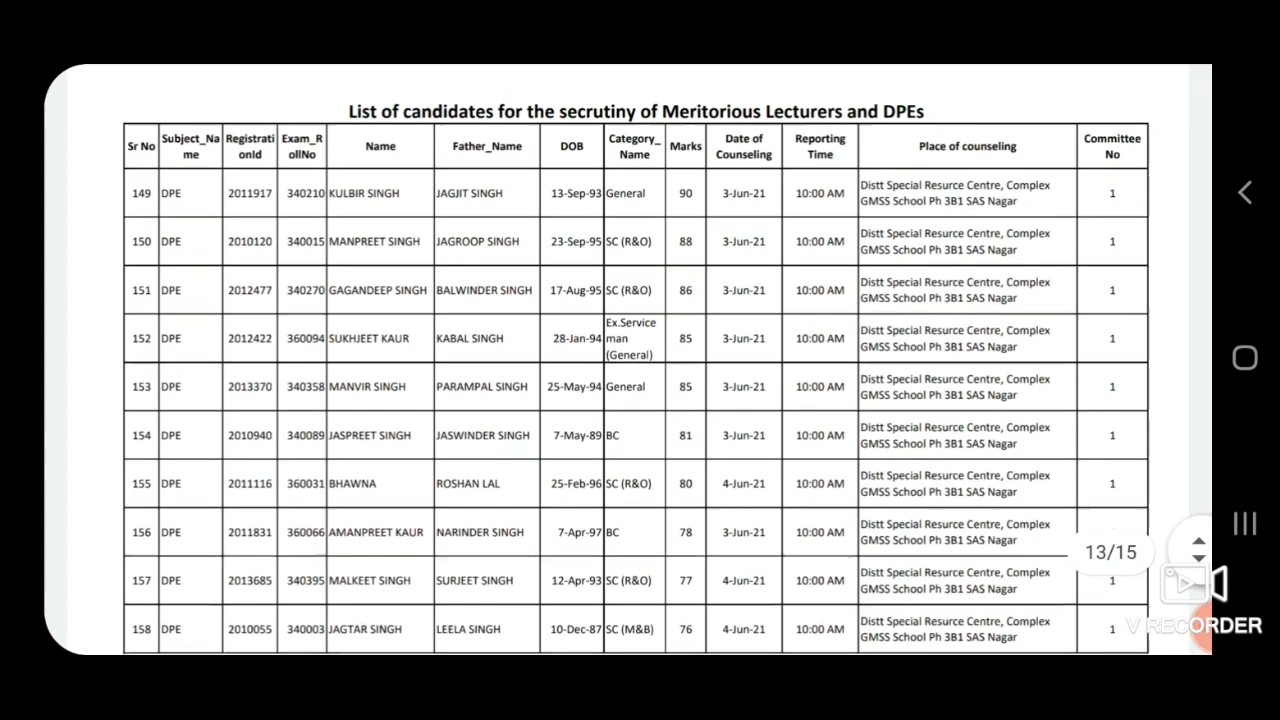 List of candidates for the secrutiny of Meritorious Lecturers and DPEs
Sr No Subject_Name RegistrationId Exam_RollNo Name Father_Name DOB Category_Name Marks Date of Counseling Reporting Time Place of counseling Committee No
149 DPE 2011917 340210 KULBIR SINGH JAGJIT SINGH 13-Sep-93 General 90 3-Jun-21 10:00 AM Distt Special Resurce Centre, Complex GMSS School Ph 3B1 SAS Nagar 1
150 DPE 2010120 340015 MANPREET SINGH JAGROOP SINGH 23-Sep-95 SC (R&O) 88 3-Jun-21 10:00 AM Distt Special Resurce Centre, Complex GMSS School Ph 3B1 SAS Nagar 1
151 DPE 2012477 340270 GAGANDEEP SINGH BALWINDER SINGH 17-Aug-95 SC (R&O) 86 3-Jun-21 10:00 AM Distt Special Resurce Centre, Complex GMSS School Ph 3B1 SAS Nagar 1
152 DPE 2012422 360094 SUKHJEET KAUR KABAL SINGH 28-Jan-94 Ex.Service man (General) 85 3-Jun-21 10:00 AM Distt Special Resurce Centre, Complex GMSS School Ph 3B1 SAS Nagar 1
153 DPE 2013370 340358 MANVIR SINGH PARAMPAL SINGH 25-May-94 General 85 3-Jun-21 10:00 AM Distt Special Resurce Centre, Complex GMSS School Ph 3B1 SAS Nagar 1
154 DPE 2010940 340089 JASPREET SINGH JASWINDER SINGH 7-May-89 BC 81 3-Jun-21 10:00 AM Distt Special Resurce Centre, Complex GMSS School Ph 3B1 SAS Nagar 1
155 DPE 2011116 360031 BHAWNA ROSHAN LAL 25-Feb-96 SC (R&O) 80 4-Jun-21 10:00 AM Distt Special Resurce Centre, Complex GMSS School Ph 3B1 SAS Nagar 1
156 DPE 2011831 360066 AMANPREET KAUR NARINDER SINGH 7-Apr-97 BC 78 3-Jun-21 10:00 AM Distt Special Resurce Centre, Complex GMSS School Ph 3B1 SAS Nagar
13/15
157 DPE 2013685 340395 MALKEET SINGH SURJEET SINGH 12-Apr-93 SC (R&O) 77 4-Jun-21 10:00 AM Distt Special Resurce Centre, Complex GMSS School Ph 3B1 SAS Nagar 1
158 DPE 2010055 340003 JAGTAR SINGH LEELA SINGH 10-Dec-87 SC (M&B) 76 4-Jun-21 10:00 AM Distt Special Resurce Centre, Complex GMSS School Ph 3B1 SAS Nagar 1
V RECORDER